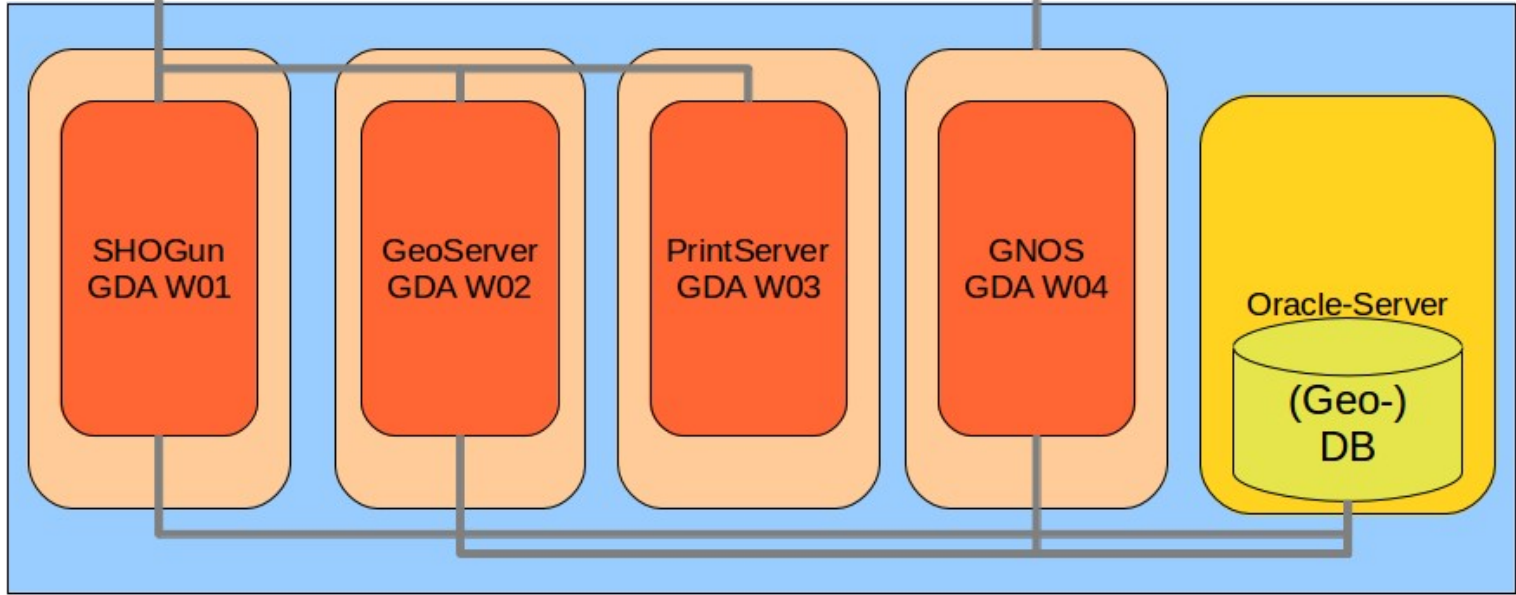 SHOGun
GDA W01
GeoServer
GDA W02
PrintServer
GDA W03
GNOS
GDA W04
Oracle-Server
(Geo-)
DB